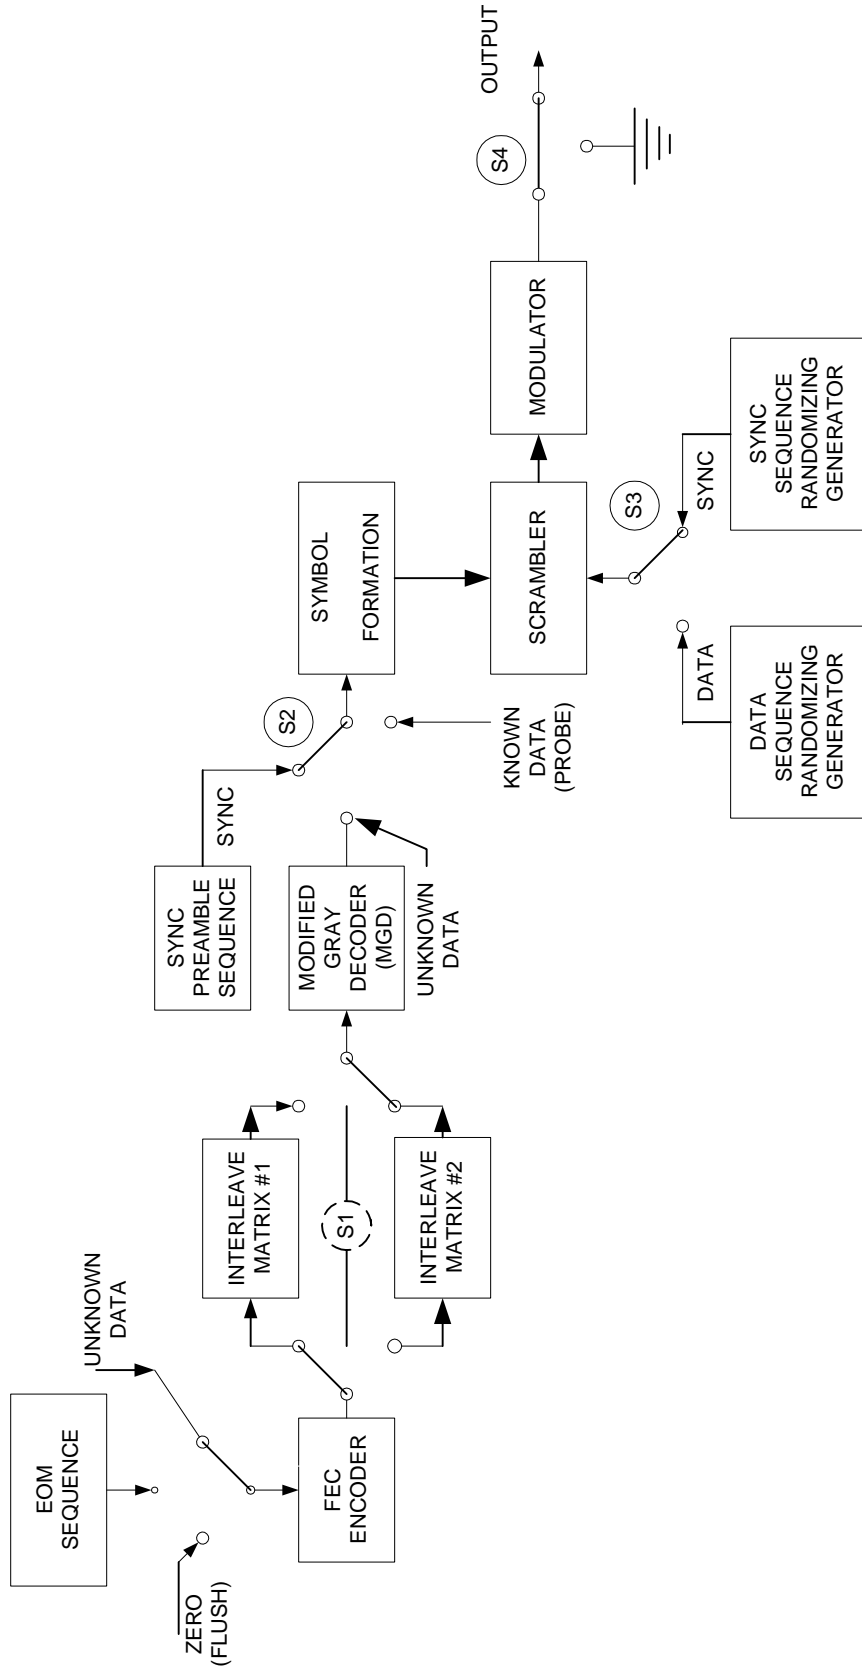 EOM
SEQUENCE
UNKNOWN
DATA
ZERO
(FLUSH)
FEC
ENCODER
INTERLEAVE
MATRIX #1
S1
INTERLEAVE
MATRIX #2
SYNC
PREAMBLE
SEQUENCE
SYNC
MODIFIED
GRAY
DECODER
(MGD)
UNKNOWN
DATA
S2
KNOWN
DATA
(PROBE)
SYMBOL
FORMATION
SCRAMBLER
S3
DATA
SYNC
DATA
SEQUENCE
RANDOMIZING
GENERATOR
SYNC
SEQUENCE
RANDOMIZING
GENERATOR
MODULATOR
S4
OUTPUT